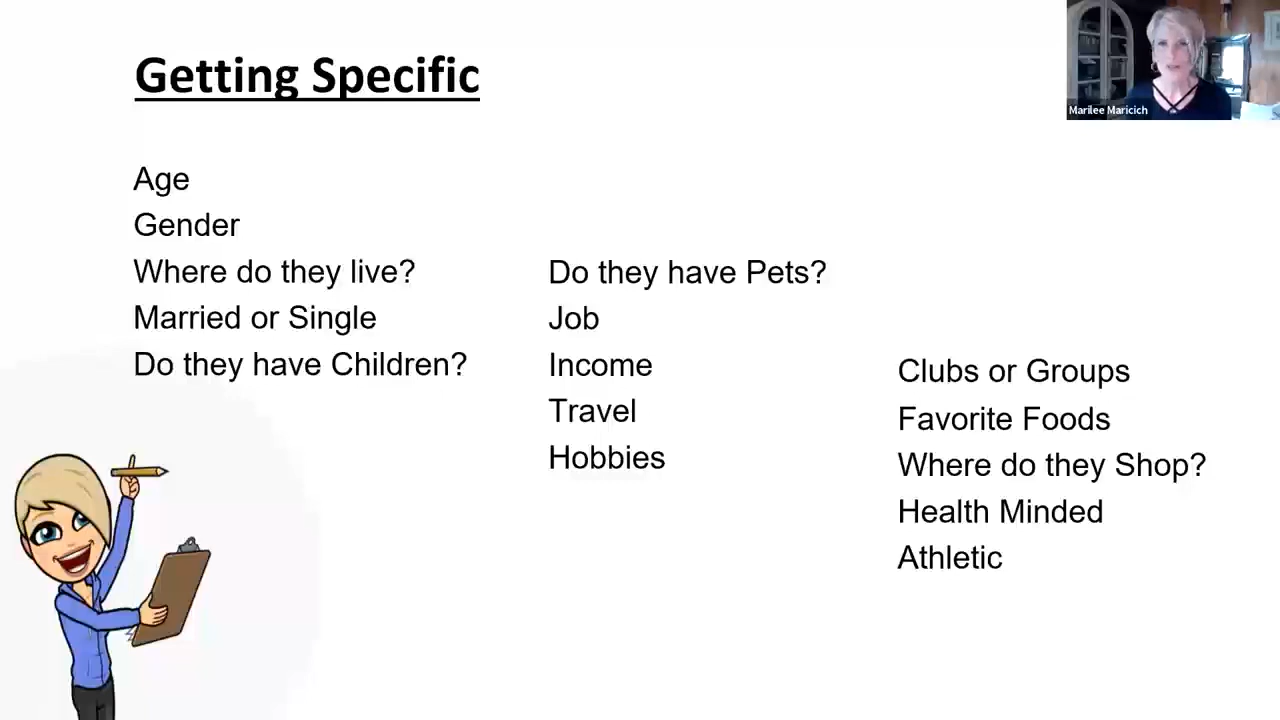 Getting Specific
Marilee Maricich
Age
Gender
Where do they live?
Married or Single
Do they have Children?
Do they have Pets?
Job
Income
Travel
Hobbies
Clubs or Groups
Favorite Foods
Where do they Shop?
Health Minded
Athletic